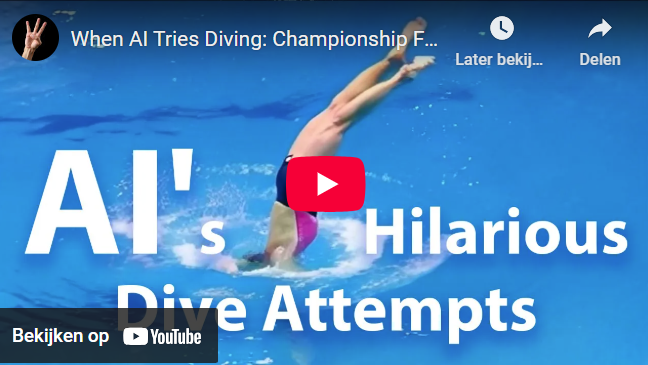 When AI Tries Diving: Championship F...
Later bekij...
Delen
AI's Hilarious
Dive Attempts
Bekijken op YouTube